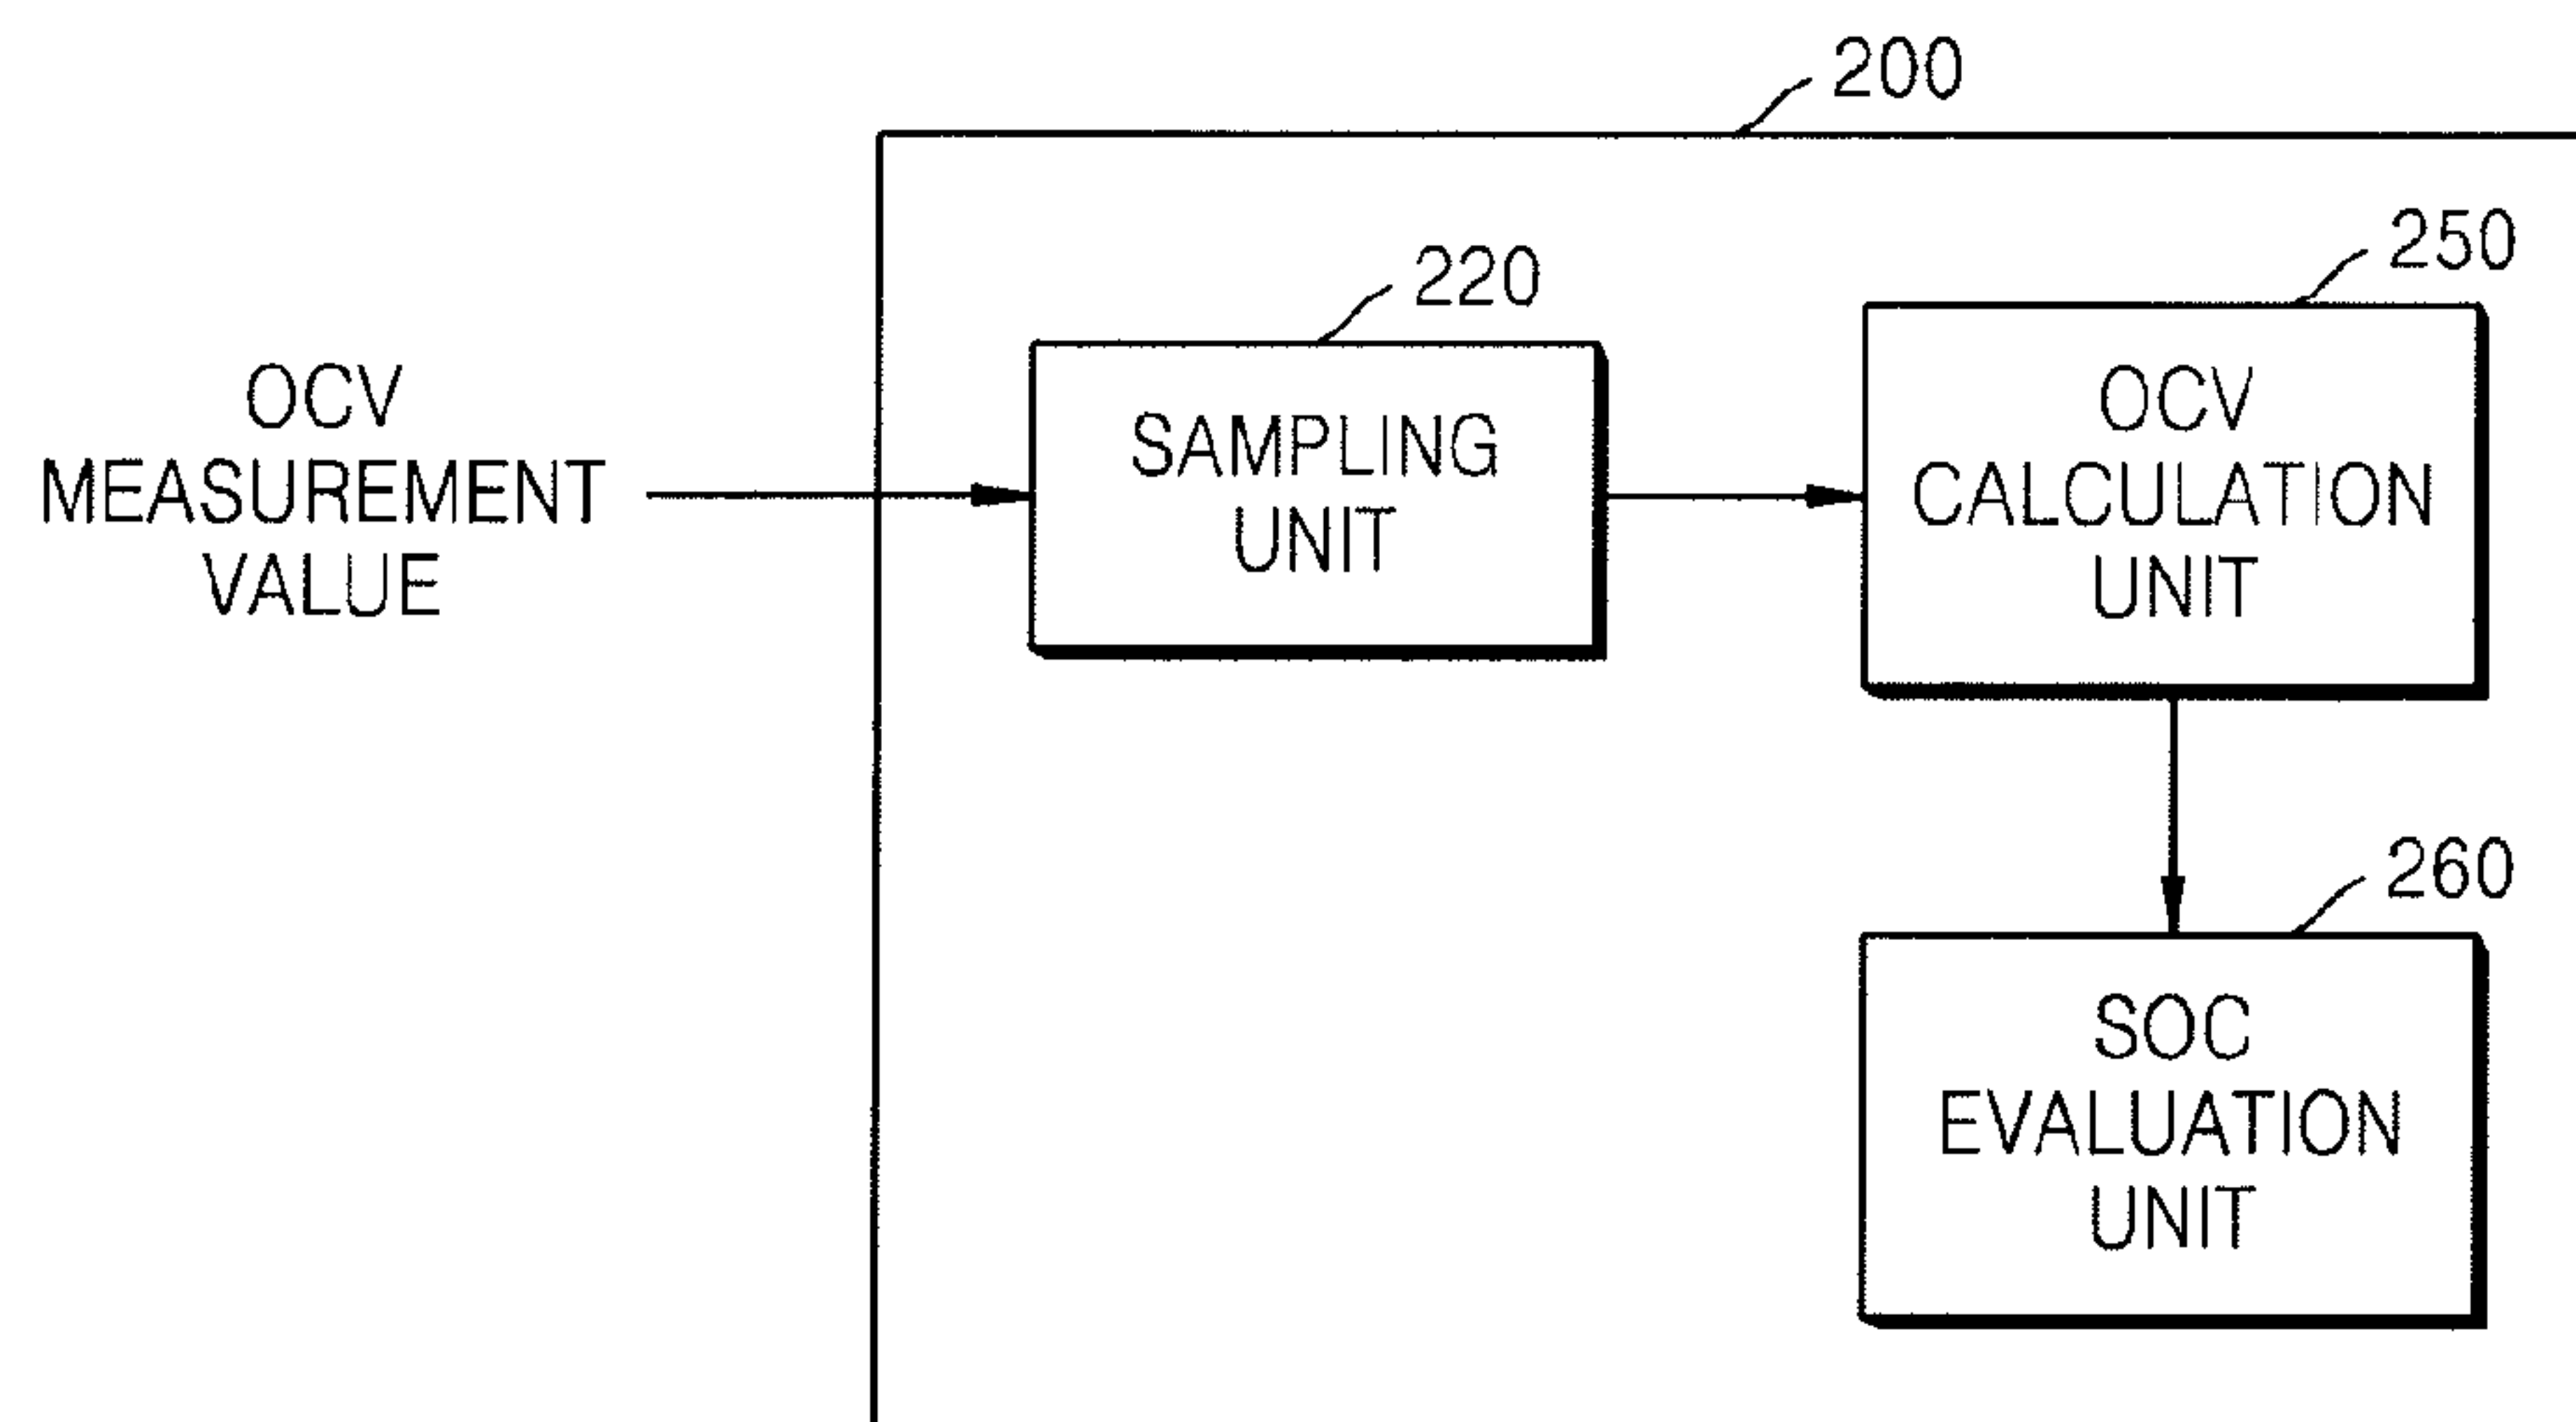 200
250
220
OCV
MEASUREMENT
VALUE
SAMPLING
UNIT
OCV
CALCULATION
UNIT
260
SOC
EVALUATION
UNIT